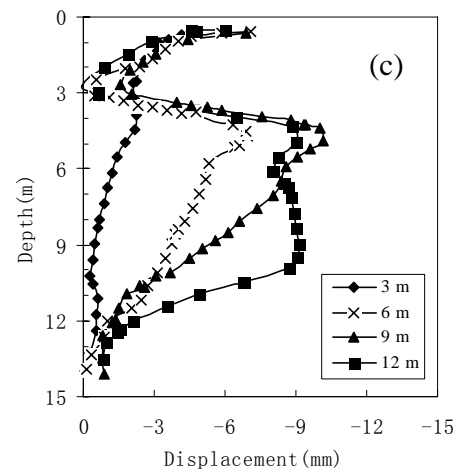 (c)
0
3
6
9
12
15
Depth(m)
3 m
6 m
9 m
12 m
0 -3 -6 -9 -12 -15
Displacement(mm)